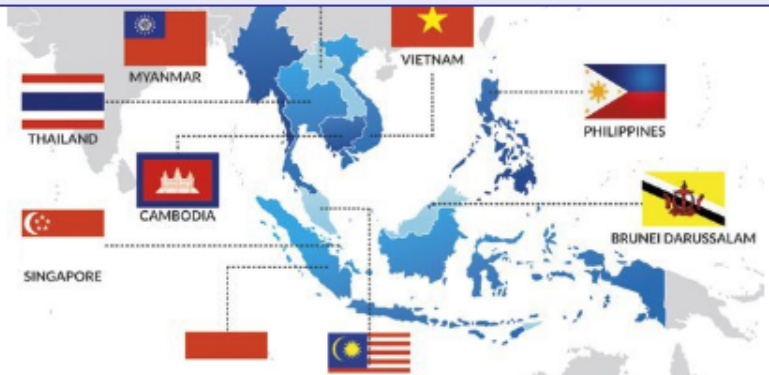 VIETNAM
MYANMAR
THAILAND
PHILIPPINES
CAMBODIA
BRUNEI DARUSSALAM
SINGAPORE